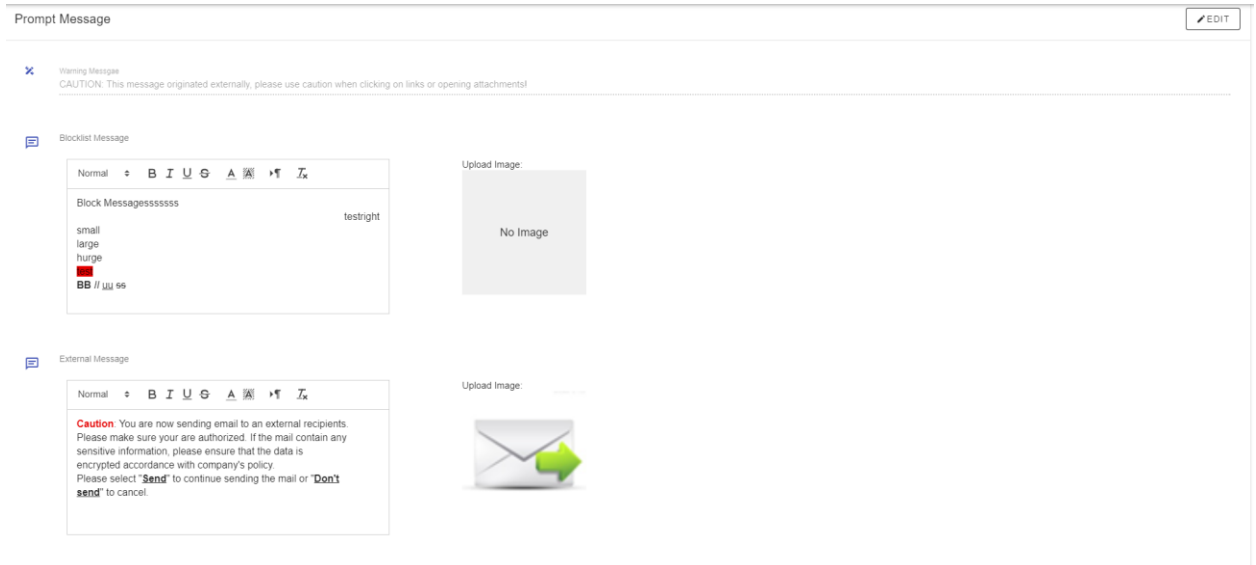 Prompt Message
EDIT
Warning Messgae
CAUTION: This message originated externally, please use caution when clicking on links or opening attachments!
Blocklist Message
Normal B I U S A A ¶ Tx
Upload Image:
Block Messagesssssss
testright
small
No Image
large
hurge
test
BB // uu ss
External Message
Normal B I U S A A ¶ Tx
Upload Image:
Caution: You are now sending email to an external recipients.
Please make sure your are authorized. If the mail contain any
sensitive information, please ensure that the data is
encrypted accordance with company's policy.
Please select "Send" to continue sending the mail or "Don't
send" to cancel.